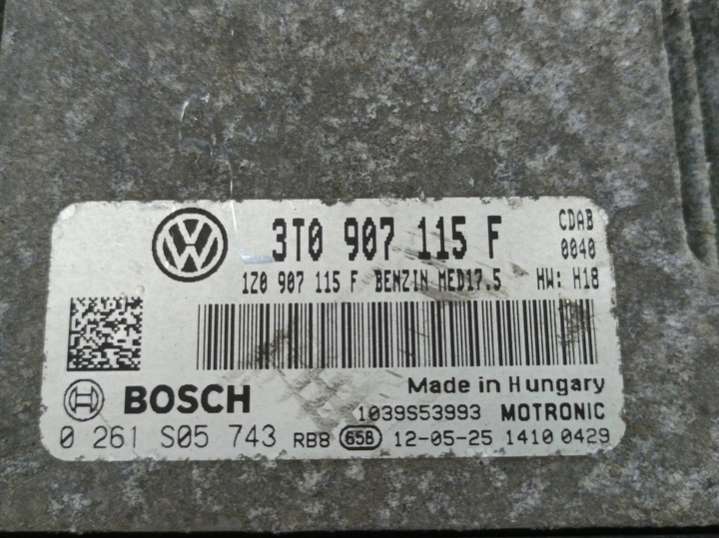 3T0 907 115 F CDAB
0040
1Z0 907 115 F BENZIN MED17.5 HW: H18
BOSCH Made in Hungary
1039S53993 MOTRONIC
0 261 S05 743 RB8 658 12-05-25 1410 0429